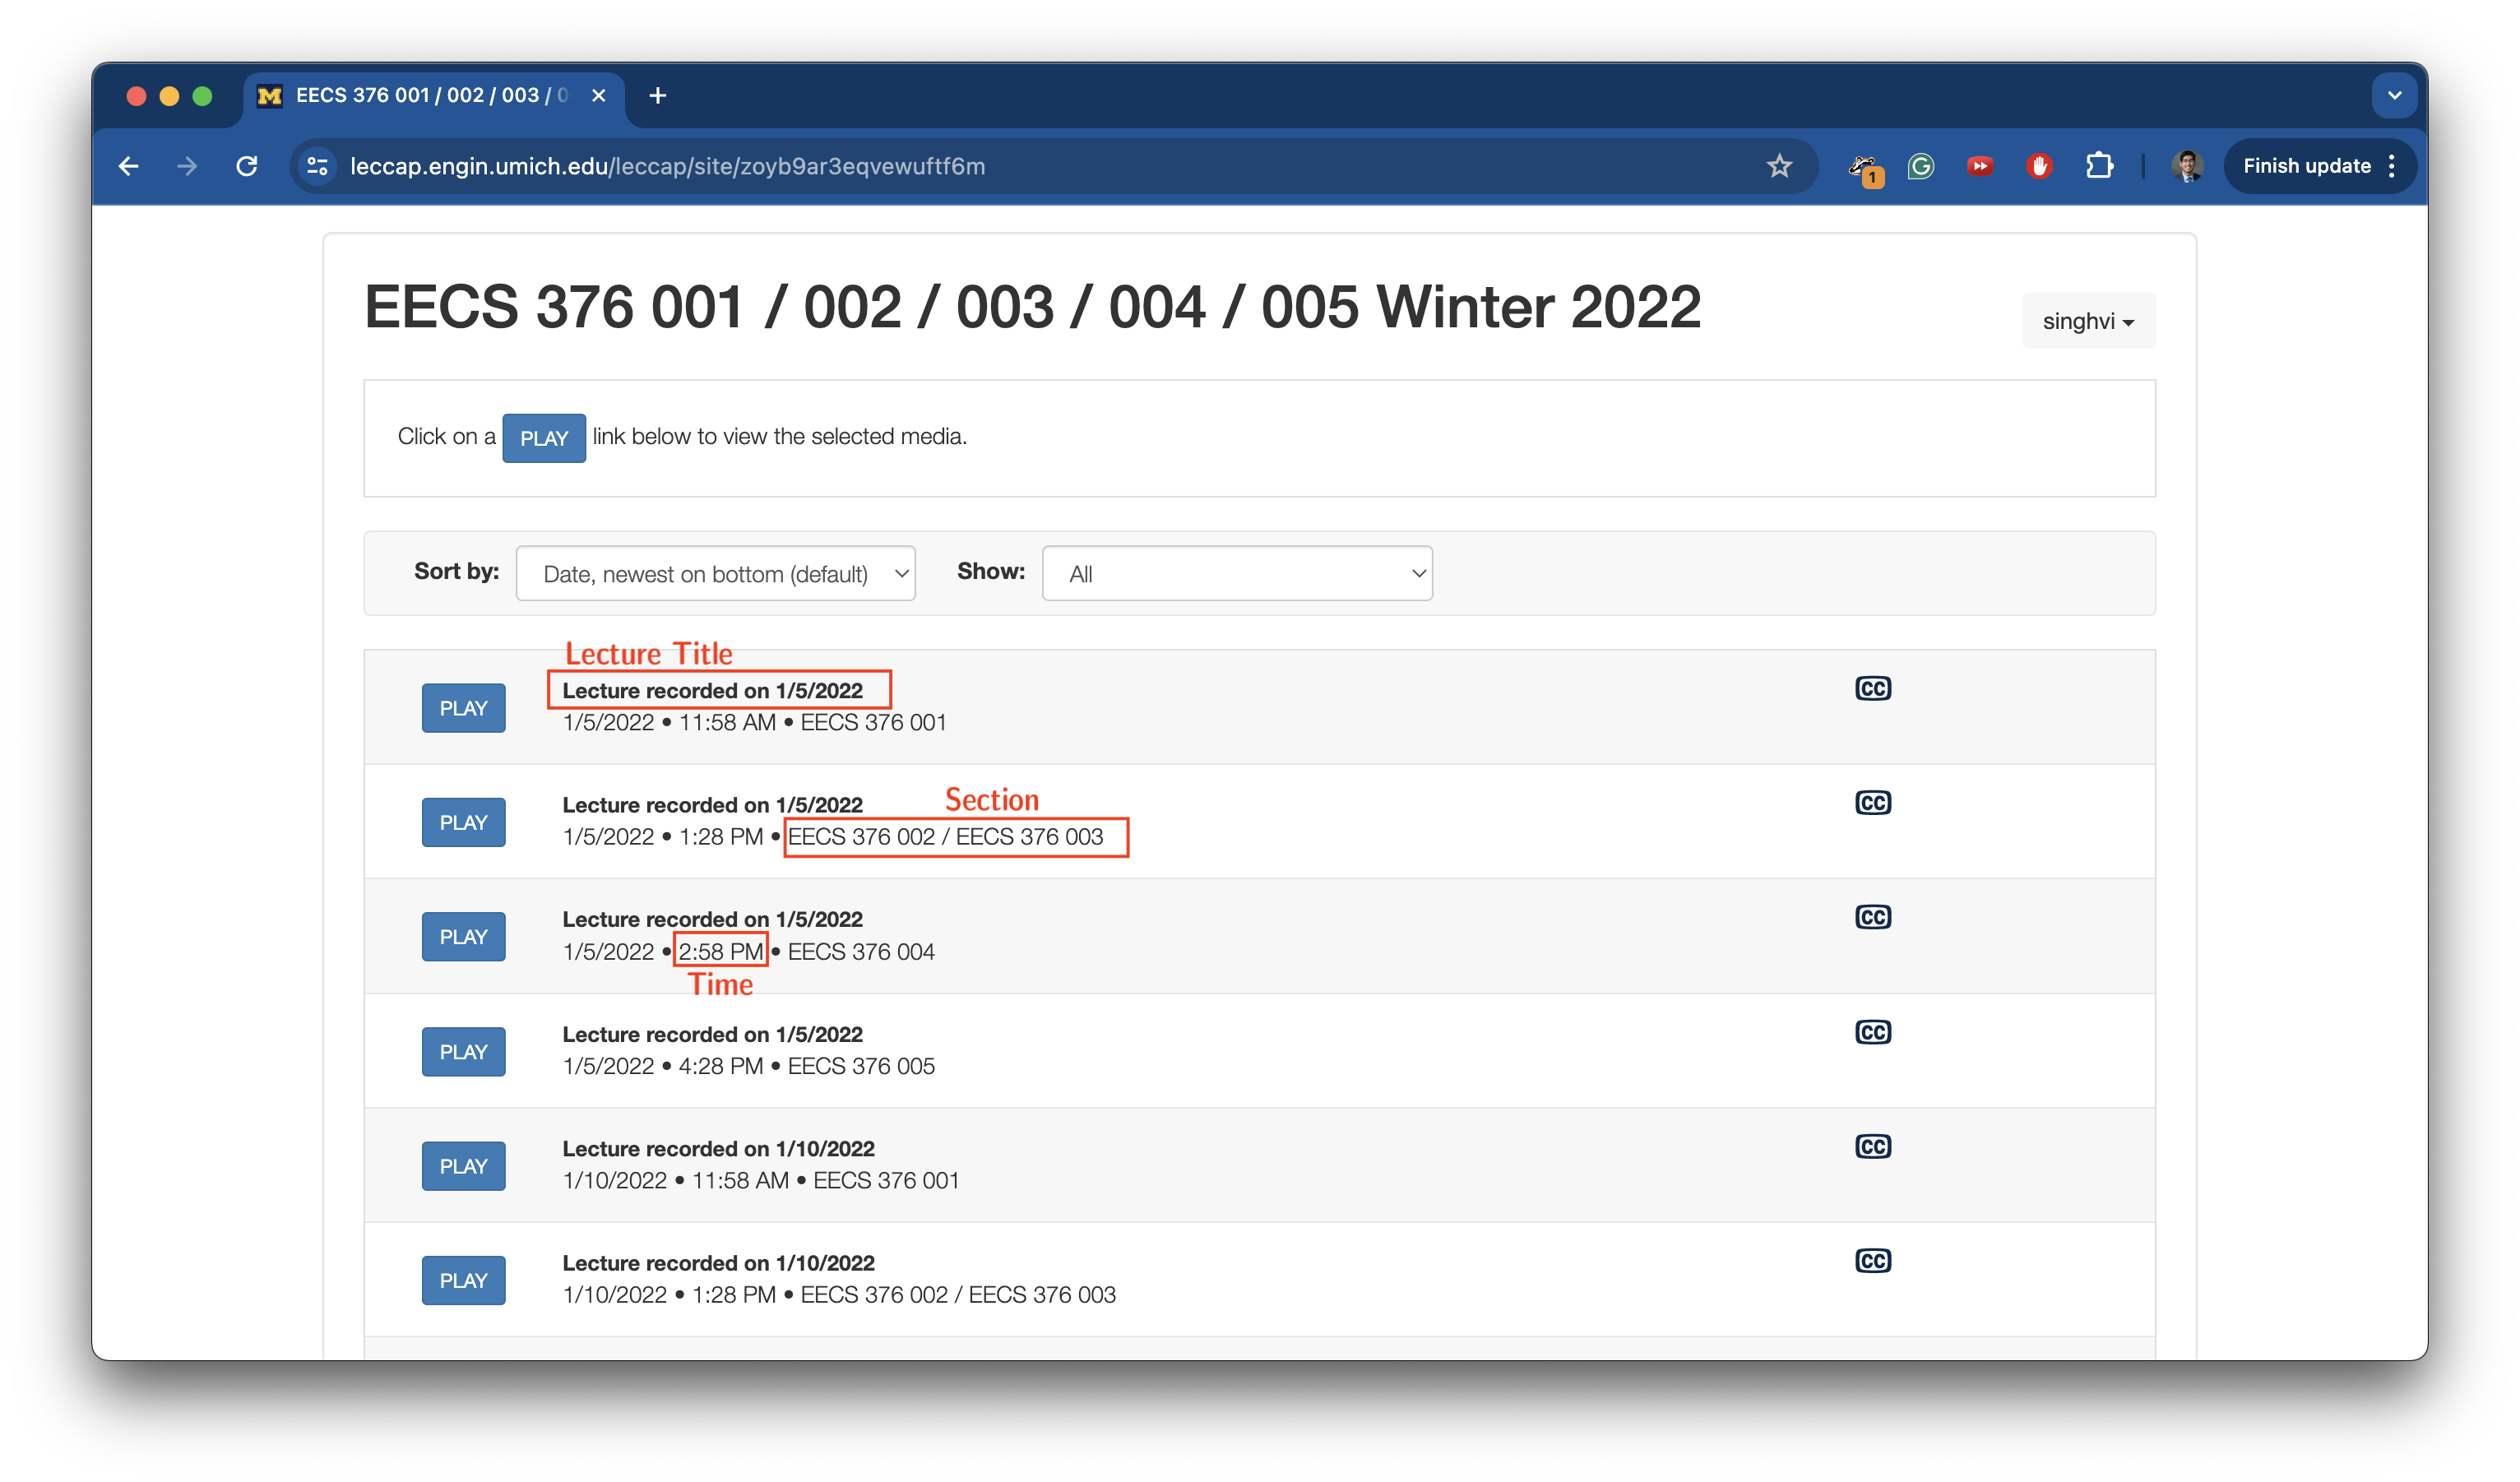 EECS 376 001 / 002 / 003 / 0
leccap.engin.umich.edu/leccap/site/zoyb9ar3eqvewuftf6m
1
Finish update
EECS 376 001 / 002 / 003 / 004 / 005 Winter 2022
singhvi
Click on a PLAY link below to view the selected media.
Sort by: Date, newest on bottom (default) Show: All
Lecture Title
PLAY Lecture recorded on 1/5/2022 CC
1/5/2022 • 11:58 AM • EECS 376 001
Section
PLAY Lecture recorded on 1/5/2022 CC
1/5/2022 • 1:28 PM • EECS 376 002 / EECS 376 003
PLAY Lecture recorded on 1/5/2022 CC
1/5/2022 • 2:58 PM • EECS 376 004
Time
PLAY Lecture recorded on 1/5/2022 CC
1/5/2022 • 4:28 PM • EECS 376 005
PLAY Lecture recorded on 1/10/2022 CC
1/10/2022 • 11:58 AM • EECS 376 001
PLAY Lecture recorded on 1/10/2022 CC
1/10/2022 • 1:28 PM • EECS 376 002 / EECS 376 003